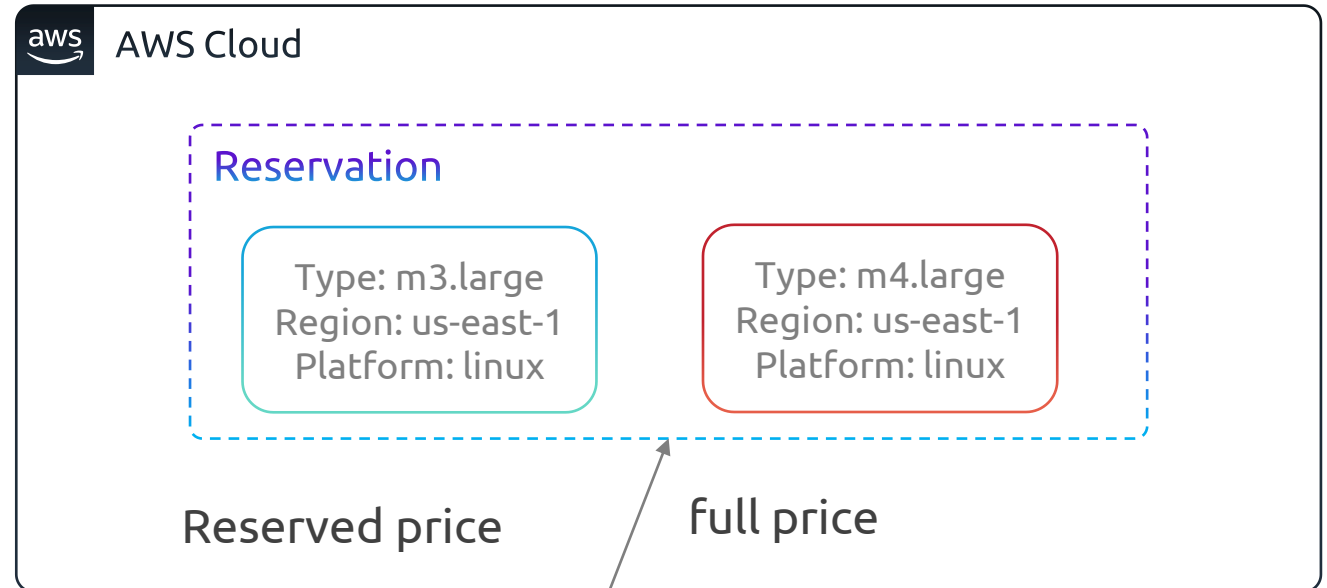 aws
AWS Cloud
Reservation
Type: m3.large
Region: us-east-1
Platform: linux
Type: m4.large
Region: us-east-1
Platform: linux
Reserved price
full price